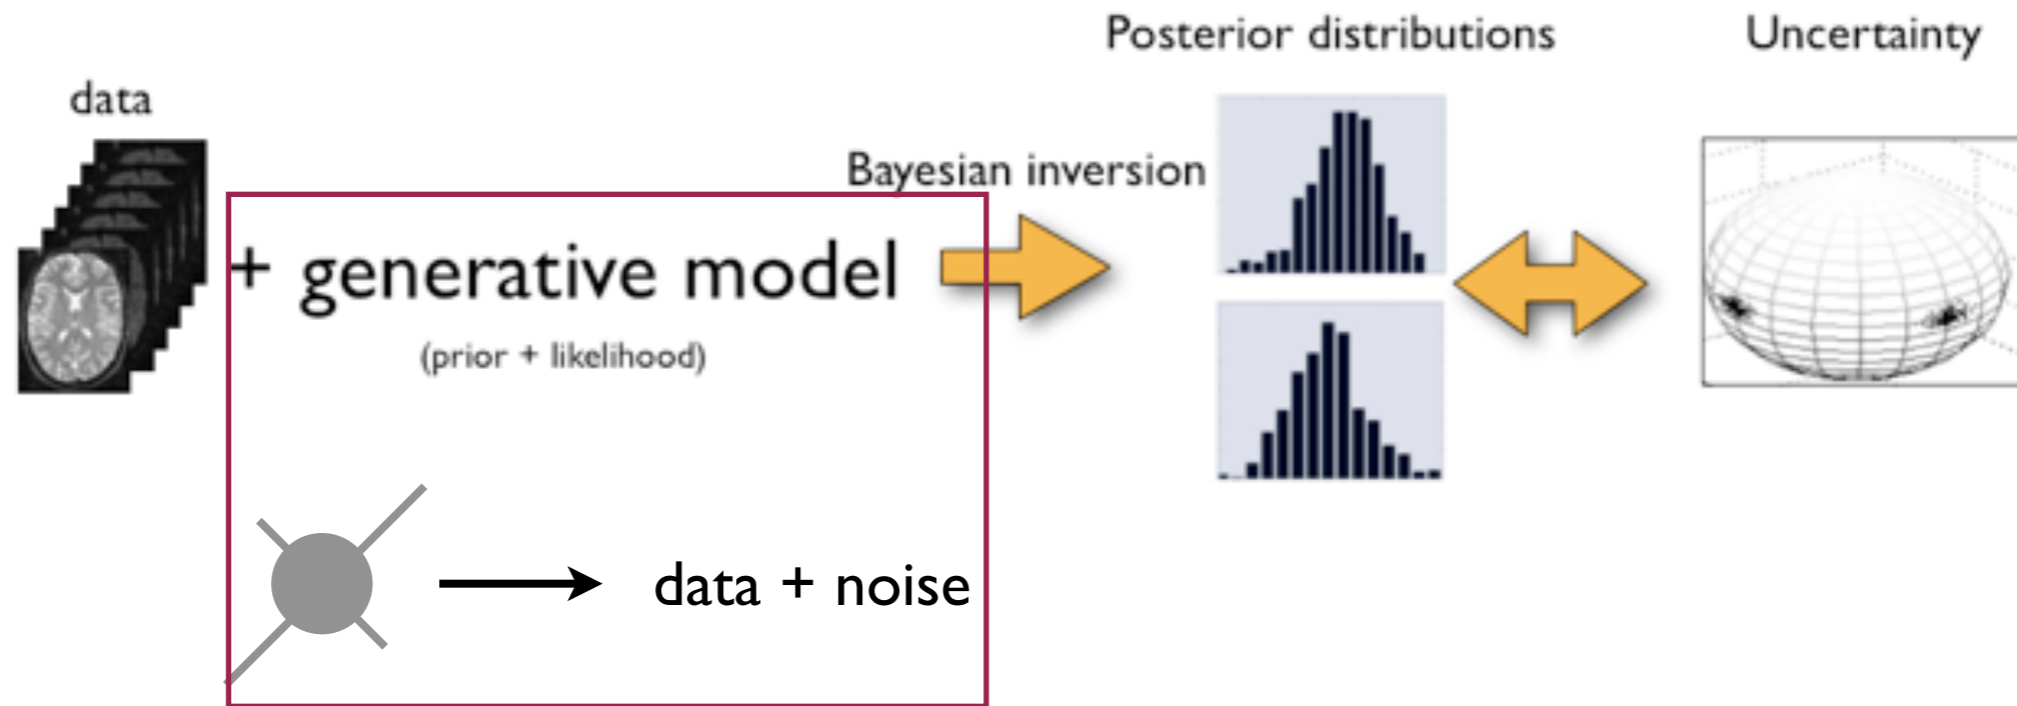 Posterior distributions
Uncertainty
data
Bayesian inversion
+ generative model
(prior + likelihood)
data + noise